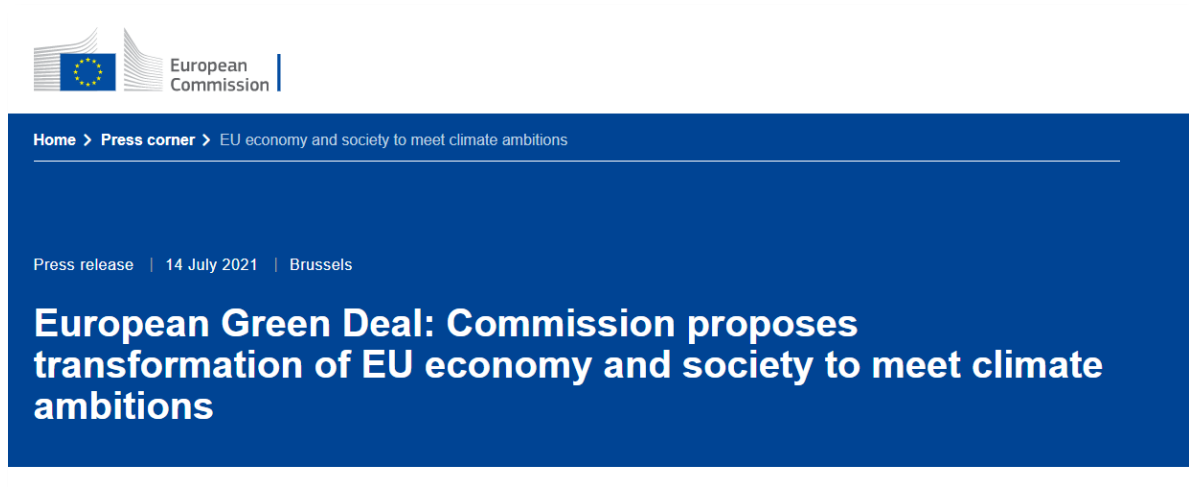 European
Commission
Home > Press corner > EU economy and society to meet climate ambitions
Press release | 14 July 2021 | Brussels
European Green Deal: Commission proposes
transformation of EU economy and society to meet climate
ambitions